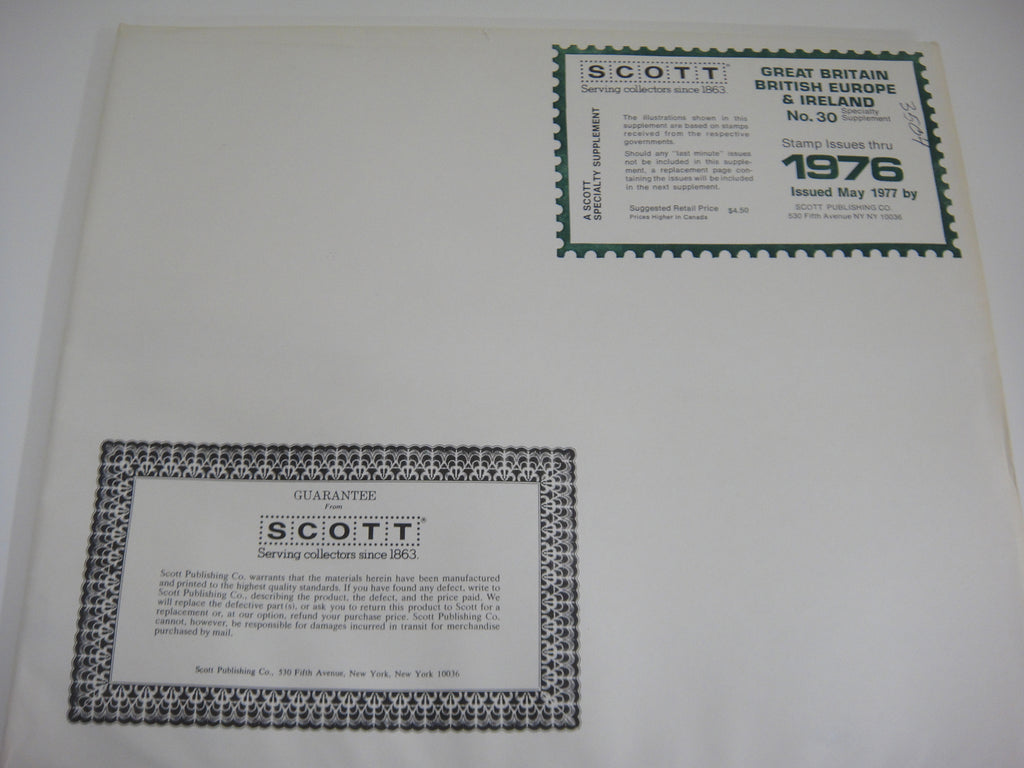 SCOTT
Serving collectors since 1863.
A SCOTT
SPECIALTY SUPPLEMENT
The illustrations shown in this
supplement are based on stamps
received from the respective
governments.
Should any "last minute" issues
not be included in this supple-
ment, a replacement page con-
taining the issues will be included
in the next supplement.
Suggested Retail Price $4.50
Prices Higher in Canada
GREAT BRITAIN
BRITISH EUROPE
& IRELAND
No. 30 Specialty
Supplement
Stamp Issues thru
1976
Issued May 1977 by
SCOTT PUBLISHING CO.
530 Fifth Avenue NY NY 10036
GUARANTEE
From
SCOTT®
Serving collectors since 1863.
Scott Publishing Co. warrants that the materials herein have been manufactured
and printed to the highest quality standards. If you have found any defect, write to
Scott Publishing Co., describing the product, the defect, and the price paid. We
will replace the defective part(s), or ask you to return this product to Scott for a
replacement or, at our option, refund your purchase price. Scott Publishing Co.
cannot, however, be responsible for damages incurred in transit for merchandise
purchased by mail.
Scott Publishing Co., 530 Fifth Avenue, New York, New York 10036